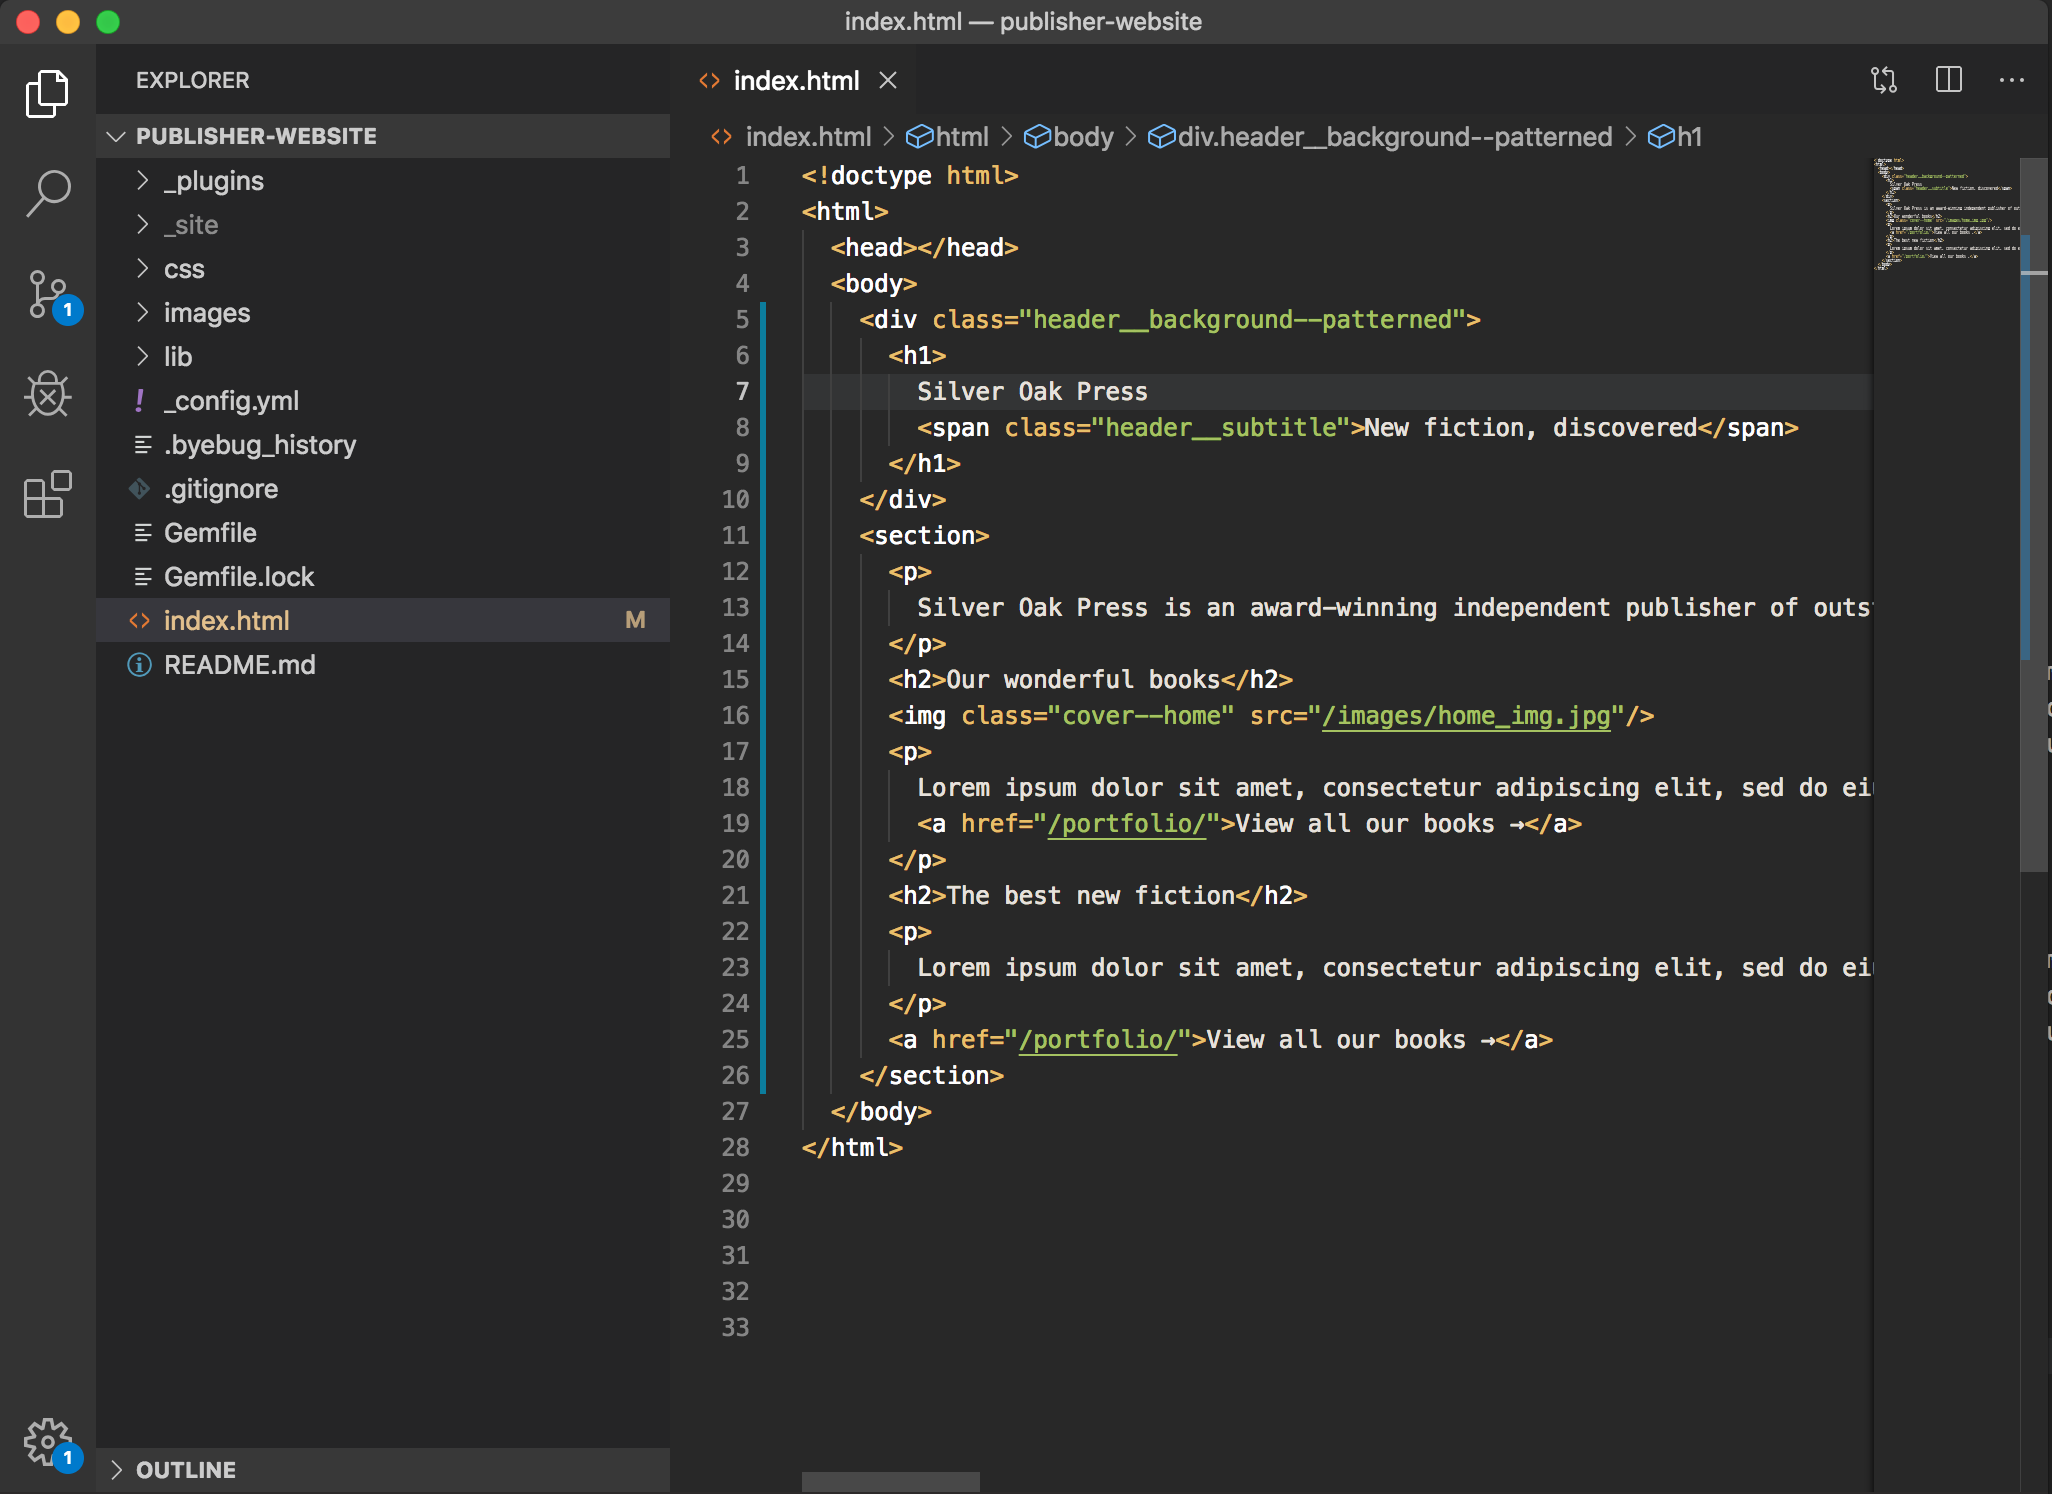 index.html — publisher-website
EXPLORER
PUBLISHER-WEBSITE
_plugins
_site
css
images
lib
! _config.yml
.byebug_history
.gitignore
Gemfile
Gemfile.lock
<> index.html M
README.md
OUTLINE
1
1
<> index.html ×
<> index.html > html > body > div.header__background--patterned > h1
1 <!doctype html>
2 <html>
3 <head></head>
4 <body>
5 <div class="header__background--patterned">
6 <h1>
7 Silver Oak Press
8 <span class="header__subtitle">New fiction, discovered</span>
9 </h1>
10 </div>
11 <section>
12 <p>
13 Silver Oak Press is an award-winning independent publisher of outs
14 </p>
15 <h2>Our wonderful books</h2>
16 <img class="cover--home" src="/images/home_img.jpg"/>
17 <p>
18 Lorem ipsum dolor sit amet, consectetur adipiscing elit, sed do ei
19 <a href="/portfolio/">View all our books →</a>
20 </p>
21 <h2>The best new fiction</h2>
22 <p>
23 Lorem ipsum dolor sit amet, consectetur adipiscing elit, sed do ei
24 </p>
25 <a href="/portfolio/">View all our books →</a>
26 </section>
27 </body>
28 </html>
29
30
31
32
33